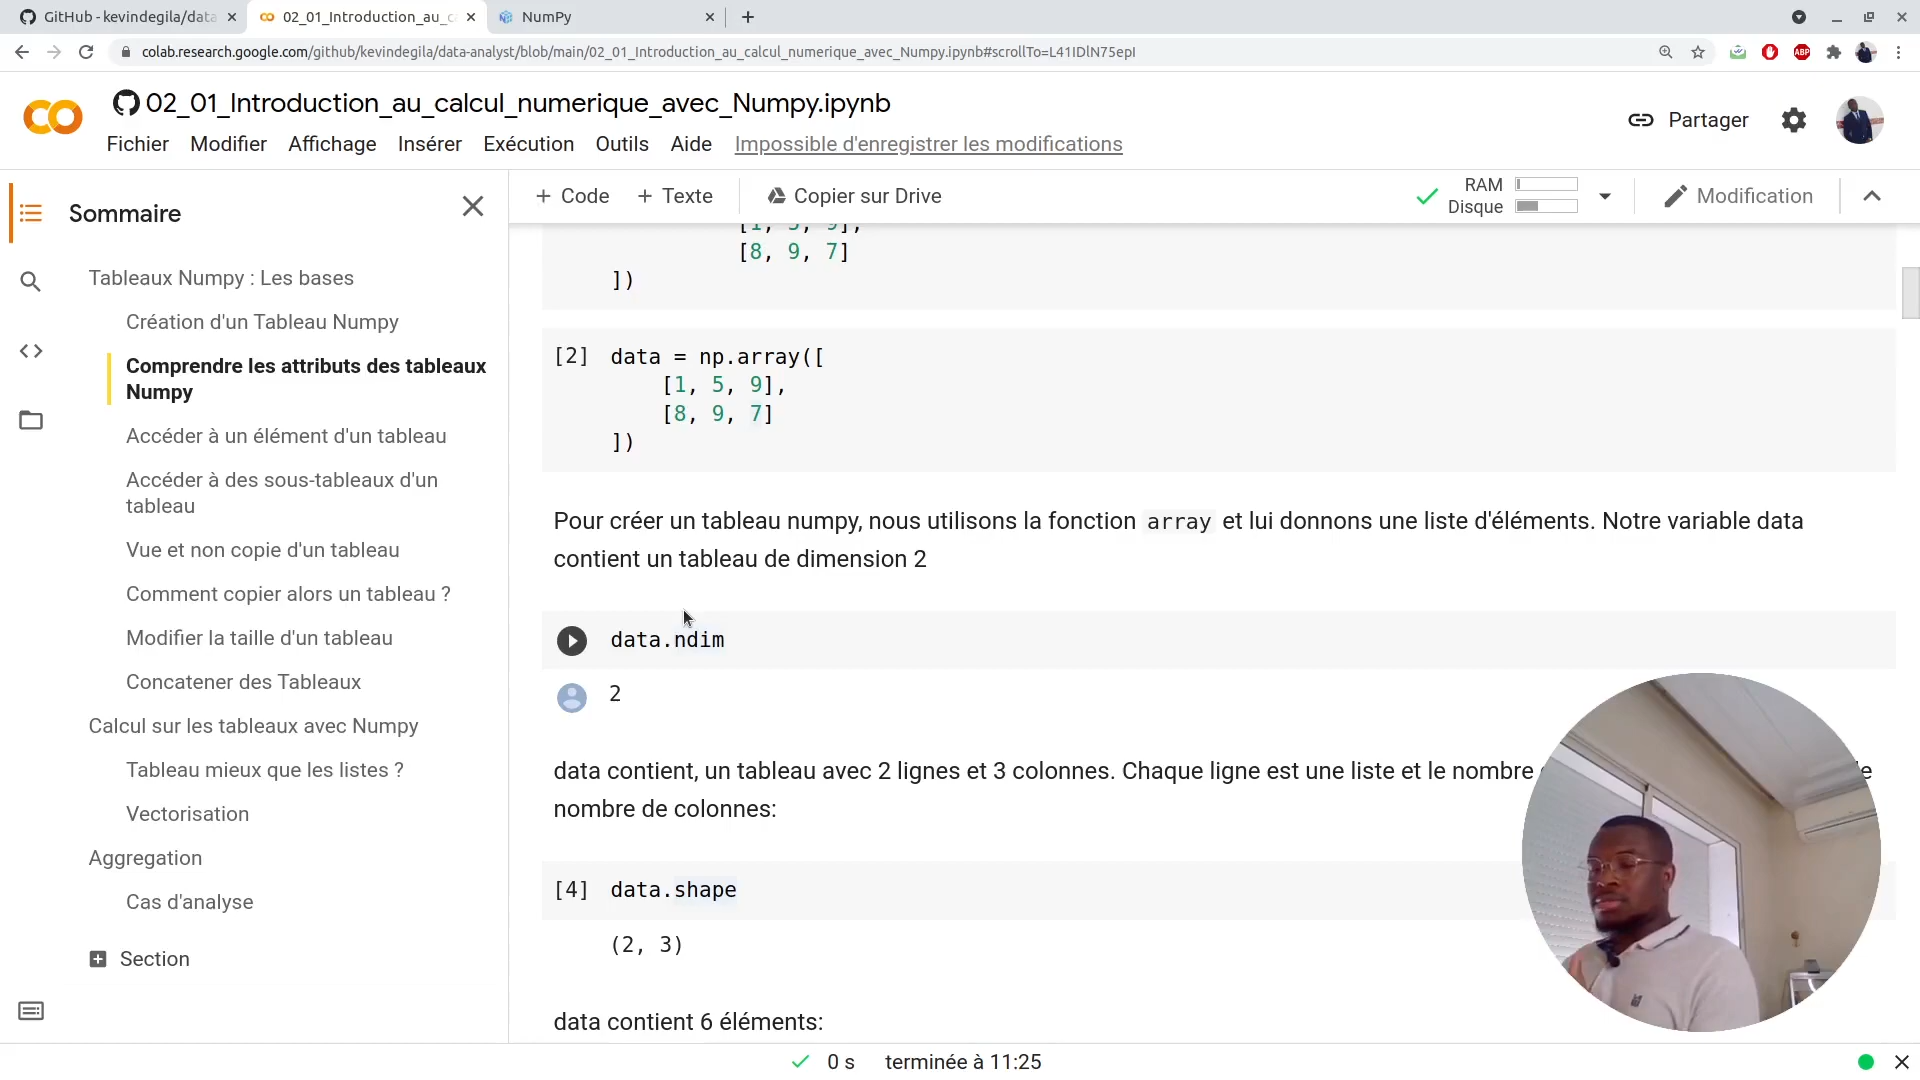 GitHub - kevindegila/data
02_01_Introduction_au_c
NumPy
colab.research.google.com/github/kevindegila/data-analyst/blob/main/02_01_Introduction_au_calcul_numerique_avec_Numpy.ipynb#scrollTo=L41IDlN75epI
ABP
02_01_Introduction_au_calcul_numerique_avec_Numpy.ipynb
Fichier Modifier Affichage Insérer Exécution Outils Aide Impossible d'enregistrer les modifications
Partager
Sommaire
Tableaux Numpy : Les bases
Création d'un Tableau Numpy
Comprendre les attributs des tableaux
Numpy
Accéder à un élément d'un tableau
Accéder à des sous-tableaux d'un
tableau
Vue et non copie d'un tableau
Comment copier alors un tableau ?
Modifier la taille d'un tableau
Concatener des Tableaux
Calcul sur les tableaux avec Numpy
Tableau mieux que les listes ?
Vectorisation
Aggregation
Cas d'analyse
Section
+ Code + Texte Copier sur Drive
RAM
Disque
Modification
[1, 5, 9],
[8, 9, 7]
])
[2] data = np.array([
[1, 5, 9],
[8, 9, 7]
])
Pour créer un tableau numpy, nous utilisons la fonction array et lui donnons une liste d'éléments. Notre variable data
contient un tableau de dimension 2
data.ndim
2
data contient, un tableau avec 2 lignes et 3 colonnes. Chaque ligne est une liste et le nombre
nombre de colonnes:
[4] data.shape
(2, 3)
data contient 6 éléments:
0 s terminée à 11:25